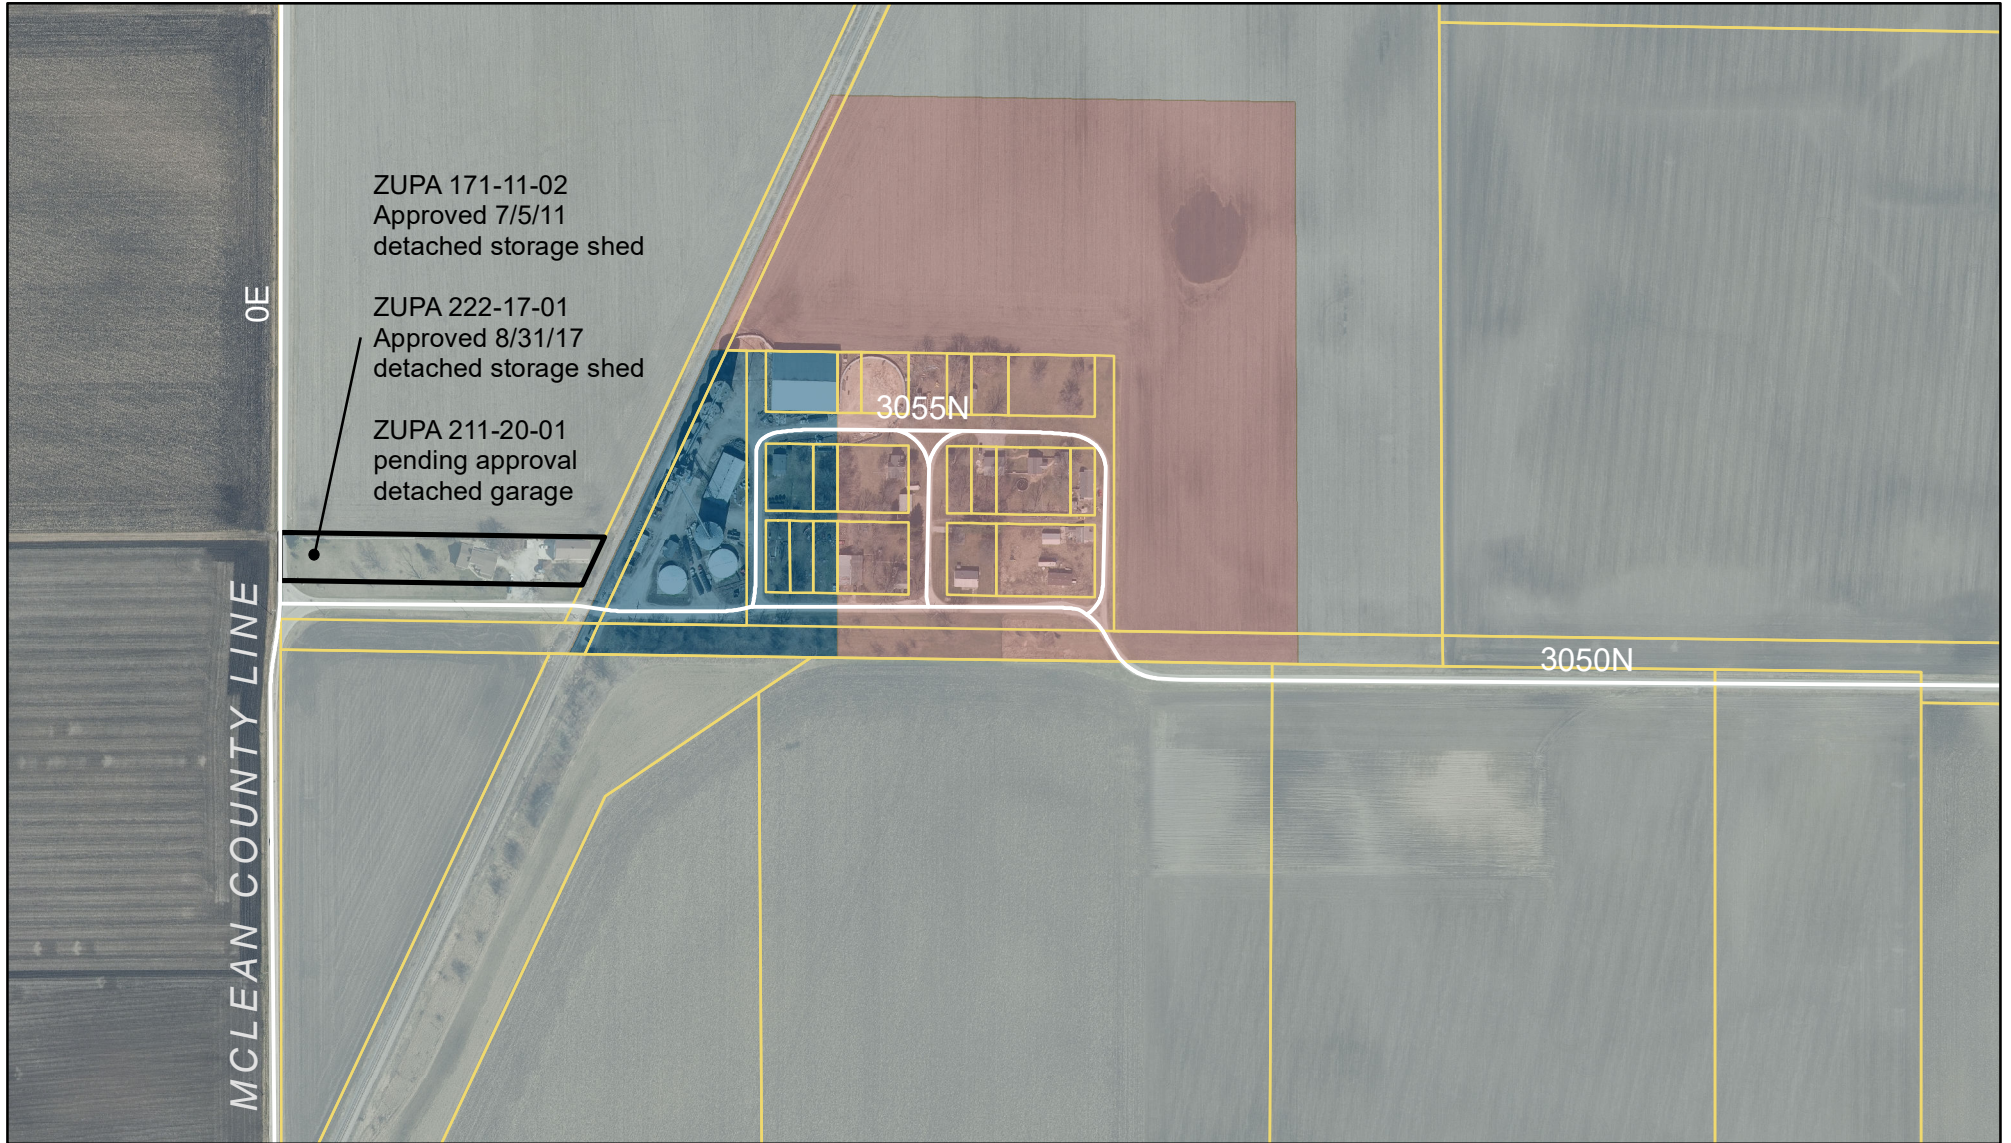 ZUPA 171-11-02
Approved 7/5/11
detached storage shed
ZUPA 222-17-01
Approved 8/31/17
detached storage shed
ZUPA 211-20-01
pending approval
detached garage
0E
3055N
3050N
MCLEAN COUNTY LINE